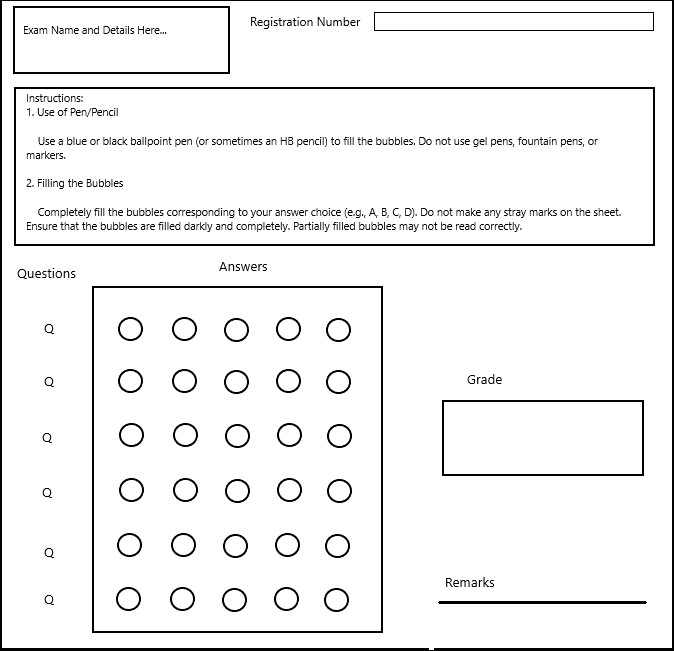 Exam Name and Details Here...
Registration Number
Instructions:
1. Use of Pen/Pencil
Use a blue or black ballpoint pen (or sometimes an HB pencil) to fill the bubbles. Do not use gel pens, fountain pens, or
markers.
2. Filling the Bubbles
Completely fill the bubbles corresponding to your answer choice (e.g., A, B, C, D). Do not make any stray marks on the sheet.
Ensure that the bubbles are filled darkly and completely. Partially filled bubbles may not be read correctly.
Questions
Answers
Q
Q
Q
Q
Q
Q
Grade
Remarks